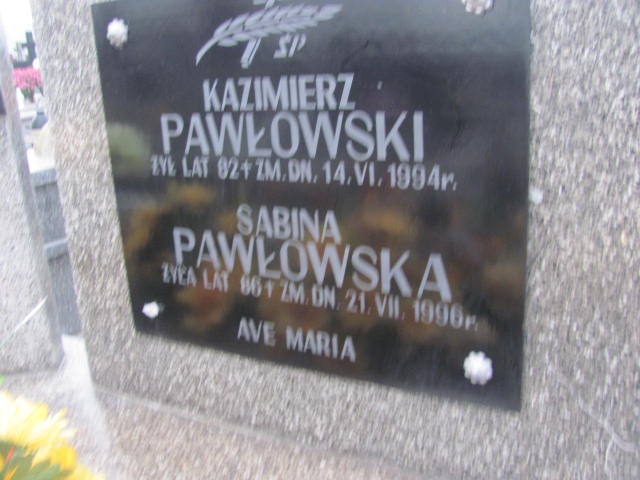 ŚP
KAZIMIERZ
PAWŁOWSKI
ŻYŁ LAT 82 + ZM. DN. 14. VI. 1994r.
SABINA
PAWŁOWSKA
ŻYŁA LAT 86 + ZM. DN. 21. VII. 1996r.
AVE MARIA